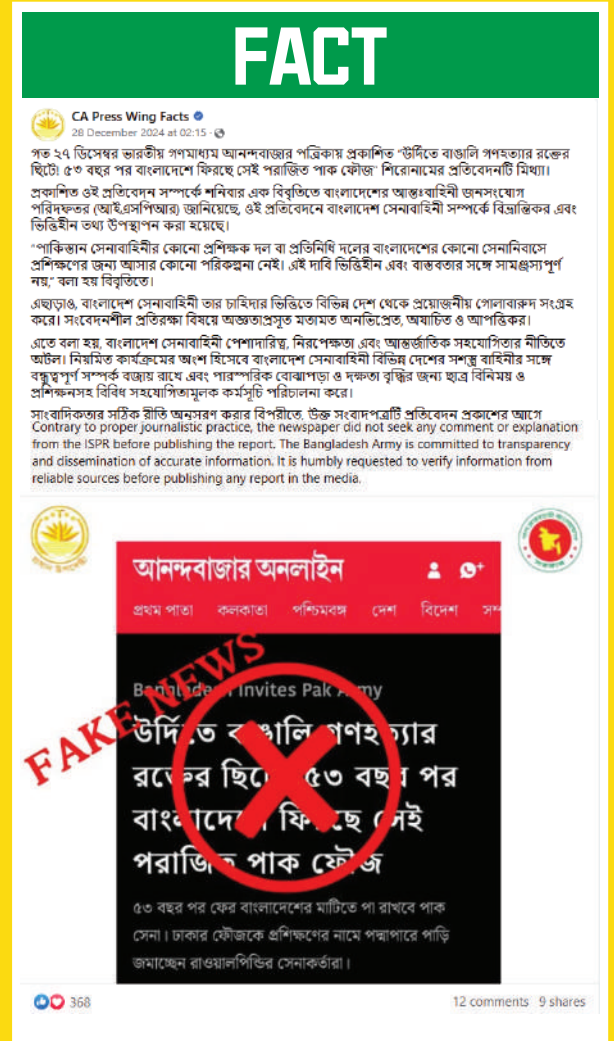 FACT
CA Press Wing Facts
28 December 2024 at 02:15
গত ২৭ ডিসেম্বর ভারতীয় গণমাধ্যম আনন্দবাজার পত্রিকায় প্রকাশিত “উর্দিতে বাঙালি গণহত্যার রক্তের
ছিটে! ৫৩ বছর পর বাংলাদেশে ফিরছে সেই পরাজিত পাক ফৌজ” শিরোনামের প্রতিবেদনটি মিথ্যা।
প্রকাশিত ওই প্রতিবেদন সম্পর্কে শনিবার এক বিবৃতিতে বাংলাদেশের আন্তঃবাহিনী জনসংযোগ
পরিদফতর (আইএসপিআর) জানিয়েছে, ওই প্রতিবেদনে বাংলাদেশ সেনাবাহিনী সম্পর্কে বিভ্রান্তিকর এবং
ভিত্তিহীন তথ্য উপস্থাপন করা হয়েছে।
“পাকিস্তান সেনাবাহিনীর কোনো প্রশিক্ষক দল বা প্রতিনিধি দলের বাংলাদেশের কোনো সেনানিবাসে
প্রশিক্ষণের জন্য আসার কোনো পরিকল্পনা নেই। এই দাবি ভিত্তিহীন এবং বাস্তবতার সঙ্গে সামঞ্জস্যপূর্ণ
নয়,” বলা হয় বিবৃতিতে।
এছাড়াও, বাংলাদেশ সেনাবাহিনী তার চাহিদার ভিত্তিতে বিভিন্ন দেশ থেকে প্রয়োজনীয় গোলাবারুদ সংগ্রহ
করে। সংবেদনশীল প্রতিরক্ষা বিষয়ে অজ্ঞতাপ্রসূত মতামত অনভিপ্রেত, অযাচিত ও আপত্তিকর।
এতে বলা হয়, বাংলাদেশ সেনাবাহিনী পেশাদারিত্ব, নিরপেক্ষতা এবং আন্তর্জাতিক সহযোগিতার নীতিতে
অটল। নিয়মিত কার্যক্রমের অংশ হিসেবে বাংলাদেশ সেনাবাহিনী বিভিন্ন দেশের সশস্ত্র বাহিনীর সঙ্গে
বন্ধুত্বপূর্ণ সম্পর্ক বজায় রাখে এবং পারস্পরিক বোঝাপড়া ও দক্ষতা বৃদ্ধির জন্য ছাত্র বিনিময় ও
প্রশিক্ষণসহ বিবিধ সহযোগিতামূলক কর্মসূচি পরিচালনা করে।
সাংবাদিকতার সঠিক রীতি অনুসরণ করার বিপরীতে, উক্ত সংবাদপত্রটি প্রতিবেদন প্রকাশের আগে
Contrary to proper journalistic practice, the newspaper did not seek any comment or explanation
from the ISPR before publishing the report. The Bangladesh Army is committed to transparency
and dissemination of accurate information. It is humbly requested to verify information from
reliable sources before publishing any report in the media.
আনন্দবাজার অনলাইন
প্রথম পাতা কলকাতা পশ্চিমবঙ্গ দেশ বিদেশ
FAKE NEWS
Bangladesh Invites Pak Army
উর্দিতে বাঙালি গণহত্যার
রক্তের ছিটে! ৫৩ বছর পর
বাংলাদেশে ফিরছে সেই
পরাজিত পাক ফৌজ
৫৩ বছর পর ফের বাংলাদেশের মাটিতে পা রাখবে পাক
সেনা। ঢাকার ফৌজকে প্রশিক্ষণের নামে পদ্মাপারে পাড়ি
জমাচ্ছেন রাওয়ালপিন্ডির সেনাকর্তারা।
368
12 comments 9 shares